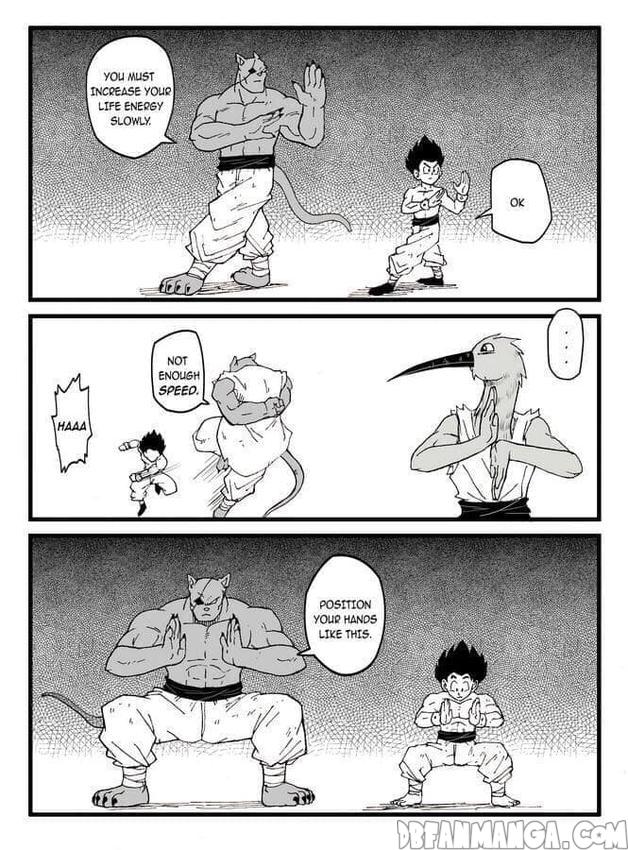 YOU MUST
INCREASE YOUR
LIFE ENERGY
SLOWLY.
OK
NOT
ENOUGH
SPEED.
...
HAAA
POSITION
YOUR HANDS
LIKE THIS.
DBFANMANGA.COM